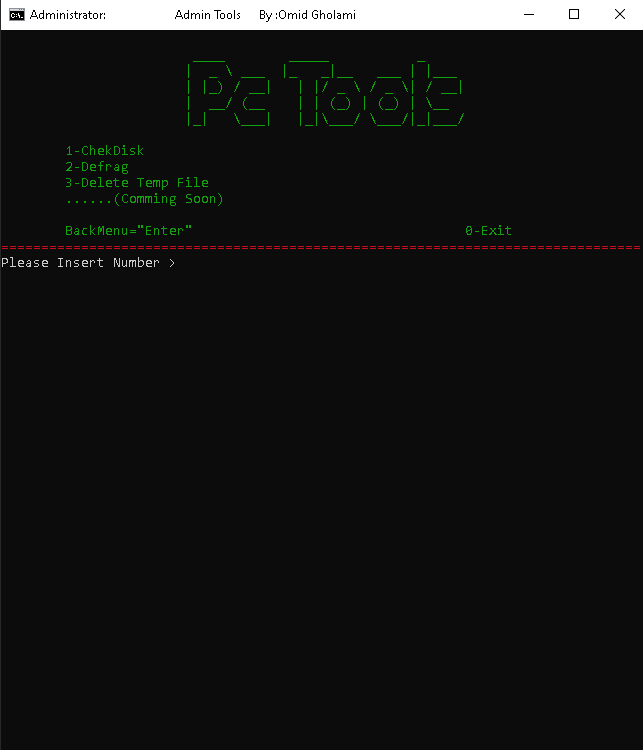 Administrator: Admin Tools By :Omid Gholami
Pc Tools
1-ChekDisk
2-Defrag
3-Delete Temp File
......(Comming Soon)
BackMenu="Enter" 0-Exit
Please Insert Number >